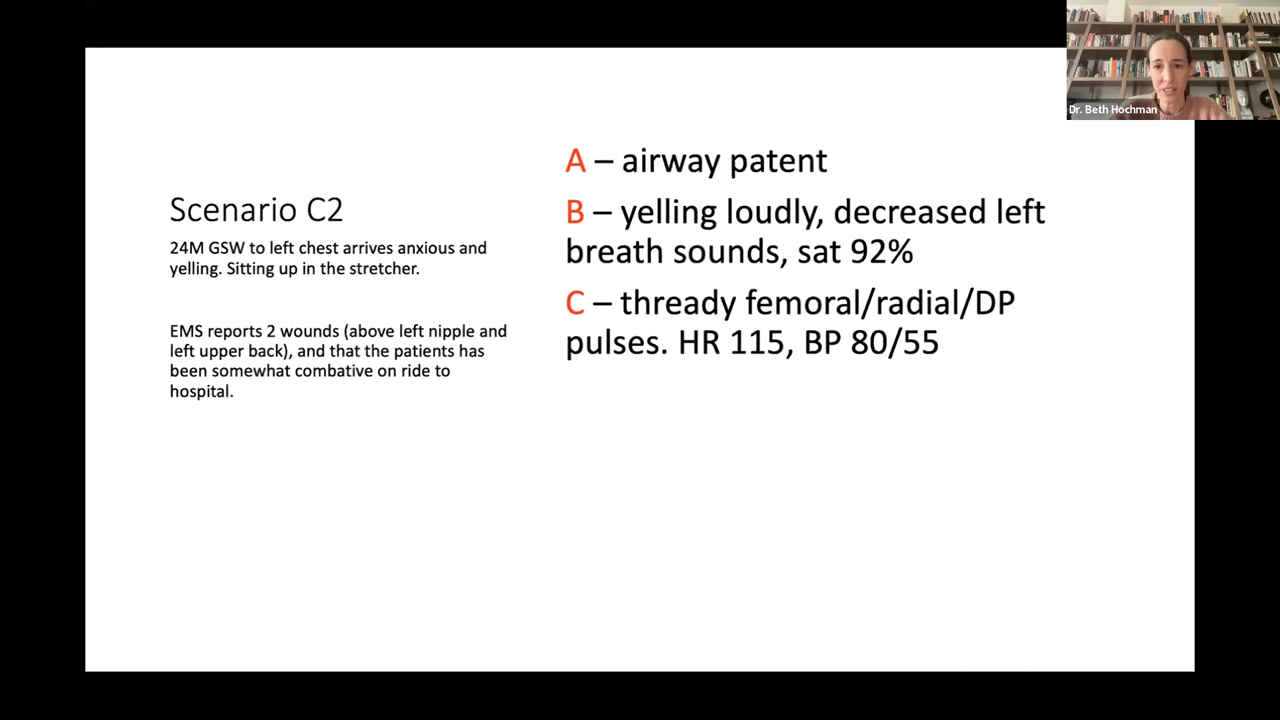 Dr. Beth Hochman
Scenario C2
24M GSW to left chest arrives anxious and
yelling. Sitting up in the stretcher.
EMS reports 2 wounds (above left nipple and
left upper back), and that the patients has
been somewhat combative on ride to
hospital.
A – airway patent
B – yelling loudly, decreased left
breath sounds, sat 92%
C – thready femoral/radial/DP
pulses. HR 115, BP 80/55